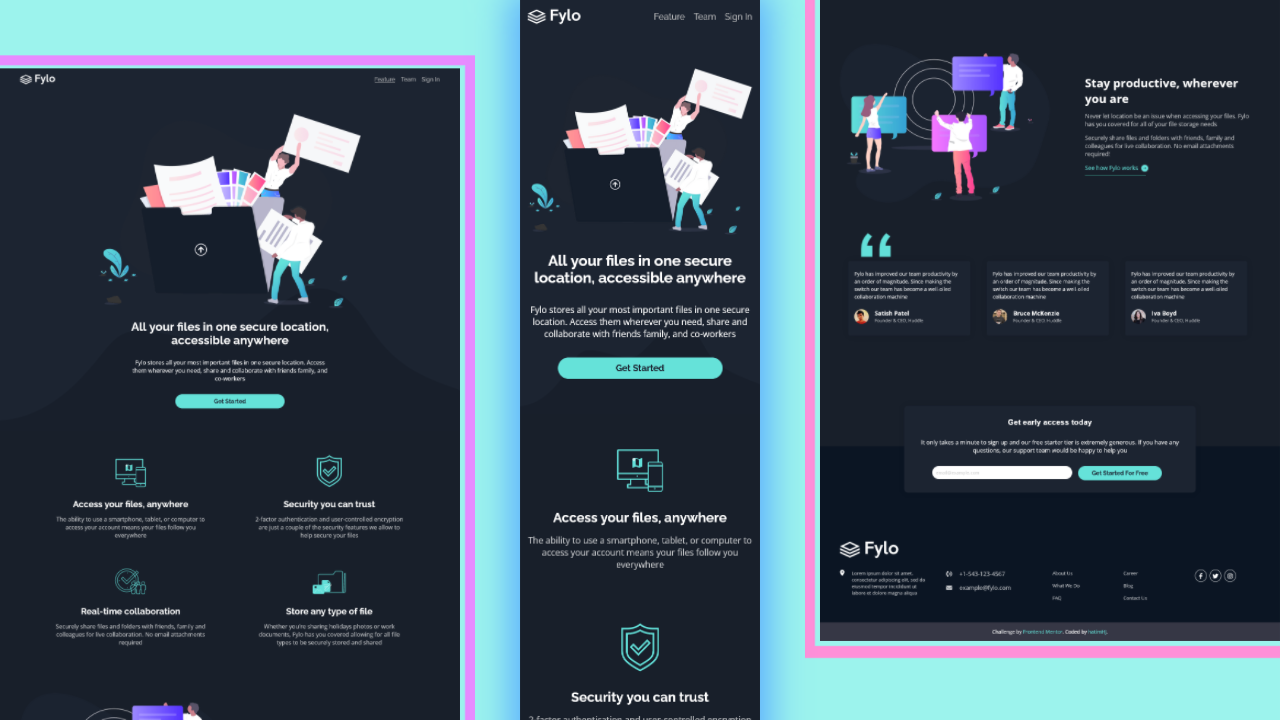 Fylo
Feature Team Sign In
All your files in one secure location,
accessible anywhere
Fylo stores all your most important files in one secure location. Access
them wherever you need, share and collaborate with friends family, and
co-workers
Get Started
Access your files, anywhere
The ability to use a smartphone, tablet, or computer to
access your account means your files follow you
everywhere
Security you can trust
2-factor authentication and user-controlled encryption
are just a couple of the security features we allow to
help secure your files
Real-time collaboration
Securely share files and folders with friends, family and
colleagues for live collaboration. No email attachments
required
Store any type of file
Whether you're sharing holidays photos or work
documents, Fylo has you covered allowing for all file
types to be securely stored and shared
Fylo
Feature Team Sign In
All your files in one secure
location, accessible anywhere
Fylo stores all your most important files in one secure
location. Access them wherever you need, share and
collaborate with friends family, and co-workers
Get Started
Access your files, anywhere
The ability to use a smartphone, tablet, or computer to
access your account means your files follow you
everywhere
Security you can trust
2-factor authentication and user-controlled encryption
Stay productive, wherever
you are
Never let location be an issue when accessing your files. Fylo
has you covered for all of your file storage needs.
Securely share files and folders with friends, family and
colleagues for live collaboration. No email attachments
required!
See how Fylo works
Fylo has improved our team productivity by
an order of magnitude. Since making the
switch our team has become a well-oiled
collaboration machine
Satish Patel
Founder & CEO, Huddle
Fylo has improved our team productivity by
an order of magnitude. Since making the
switch our team has become a well-oiled
collaboration machine
Bruce McKenzie
Founder & CEO, Huddle
Fylo has improved our team productivity by
an order of magnitude. Since making the
switch our team has become a well-oiled
collaboration machine
Iva Boyd
Founder & CEO, Huddle
Get early access today
It only takes a minute to sign up and our free starter tier is extremely generous. If you have any
questions, our support team would be happy to help you
Get Started For Free
Fylo
Lorem ipsum dolor sit amet,
consectetur adipiscing elit, sed do
eiusmod tempor incididunt ut
labore et dolore magna aliqua
+1-543-123-4567
example@fylo.com
About Us
What We Do
FAQ
Career
Blog
Contact Us
Challenge by Frontend Mentor. Coded by